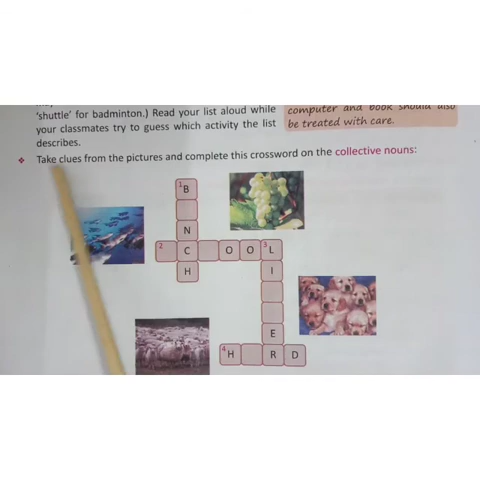 'shuttle' for badminton.) Read your list aloud while
your classmates try to guess which activity the list
describes.
computer and book should also
be treated with care.
❖ Take clues from the pictures and complete this crossword on the collective nouns:
1 B
N
2 C O O 3 L
H I
E
4 H R D